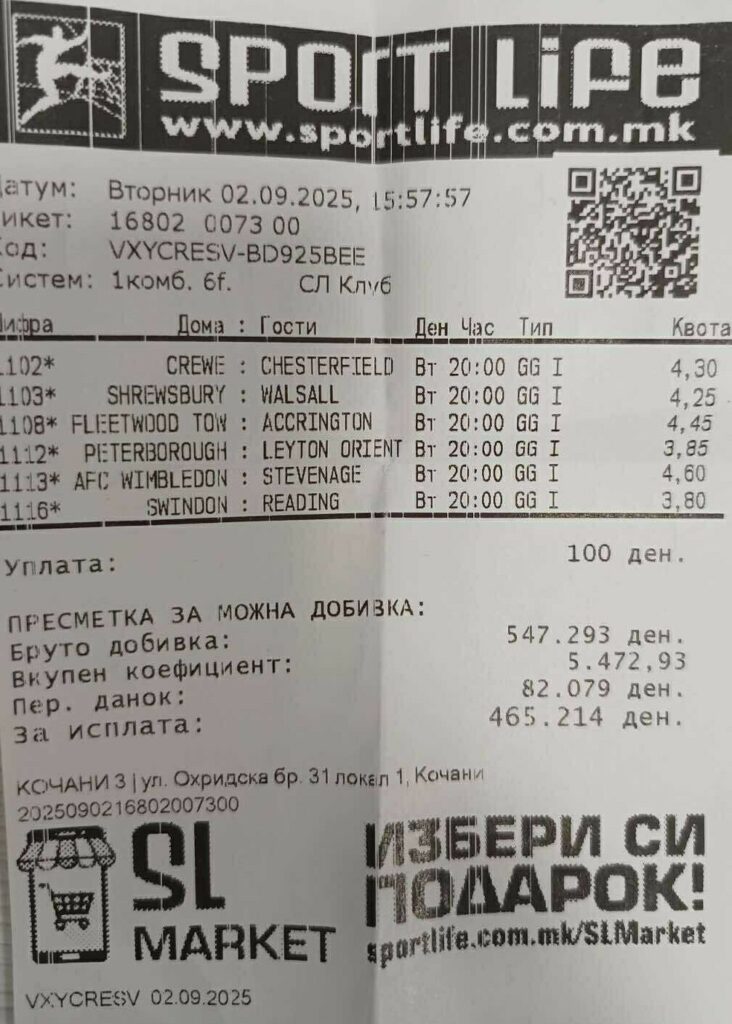 SPORT LiFe
www.sportlife.com.mk
Датум: Вторник 02.09.2025, 15:57:57
икет: 16802 0073 00
Код: VXYCRESV-BD925BEE
Систем: 1комб. 6f. СЛ Клуб
Шифра Дома : Гости Ден Час Тип Квота
1102* CREWE : CHESTERFIELD Вт 20:00 GG I 4,30
1103* SHREWSBURY : WALSALL Вт 20:00 GG I 4,25
1108* FLEETWOOD TOW : ACCRINGTON Вт 20:00 GG I 4,45
1112* PETERBOROUGH : LEYTON ORIENT Вт 20:00 GG I 3,85
1113* AFC WIMBLEDON : STEVENAGE Вт 20:00 GG I 4,60
1116* SWINDON : READING Вт 20:00 GG I 3,80
Уплата: 100 ден.
ПРЕСМЕТКА ЗА МОЖНА ДОБИВКА:
Бруто добивка: 547.293 ден.
Вкупен коефициент: 5.472,93
Пер. данок: 82.079 ден.
За исплата: 465.214 ден.
КОЧАНИ 3 | ул. Охридска бр. 31 локал 1, Кочани
2025090216802007300
SL MARKET
ИЗБЕРИ СИ
ПОДАРОК!
sportlife.com.mk/SLMarket
VXYCRESV 02.09.2025